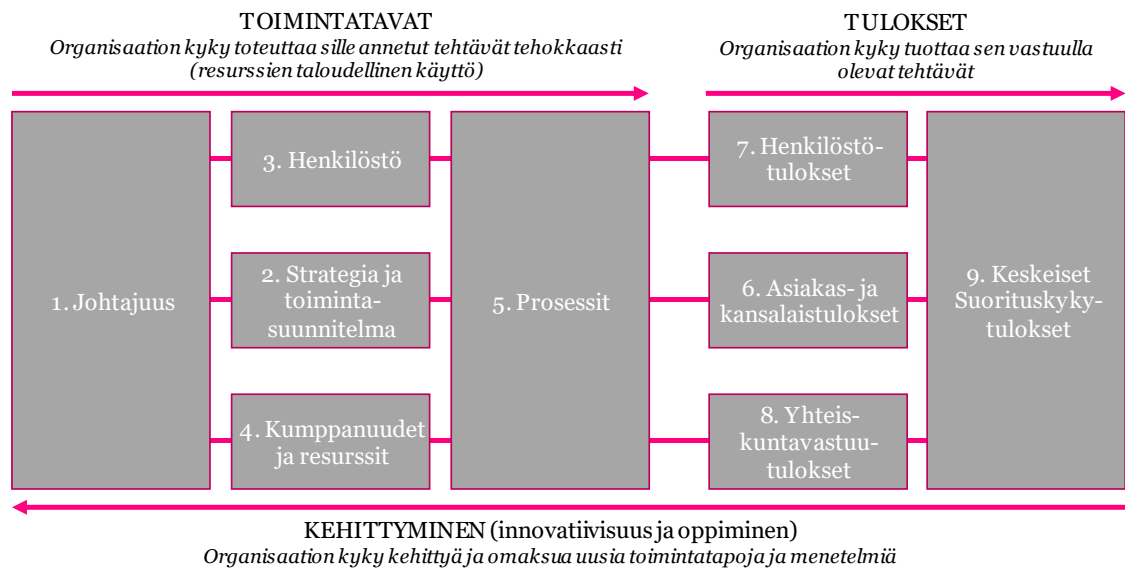 TOIMINTATAVAT
Organisaation kyky toteuttaa sille annetut tehtävät tehokkaasti
(resurssien taloudellinen käyttö)
TULOKSET
Organisaation kyky tuottaa sen vastuulla
olevat tehtävät
1. Johtajuus
3. Henkilöstö
2. Strategia ja
toiminta-
suunnitelma
4. Kumppanuudet
ja resurssit
5. Prosessit
7. Henkilöstö-
tulokset
6. Asiakas- ja
kansalaistulokset
8. Yhteis-
kuntavastuu-
tulokset
9. Keskeiset
Suorituskyky-
tulokset
KEHITTYMINEN (innovatiivisuus ja oppiminen)
Organisaation kyky kehittyä ja omaksua uusia toimintatapoja ja menetelmiä